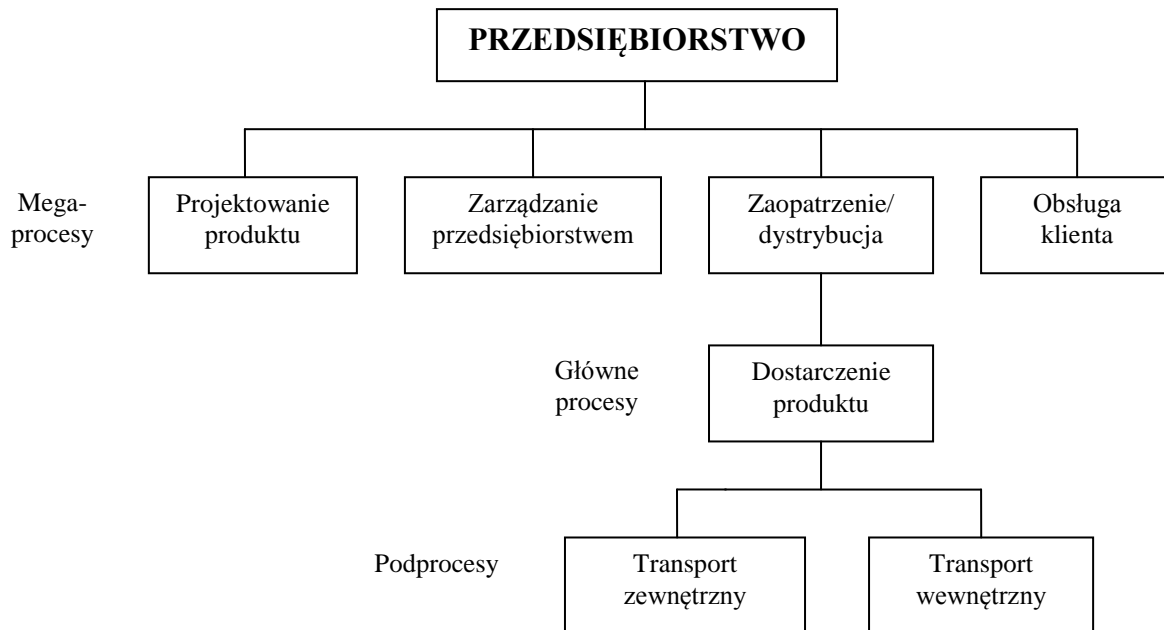 PRZEDSIĘBIORSTWO
Mega-
procesy
Projektowanie
produktu
Zarządzanie
przedsiębiorstwem
Zaopatrzenie/
dystrybucja
Obsługa
klienta
Główne
procesy
Dostarczenie
produktu
Podprocesy
Transport
zewnętrzny
Transport
wewnętrzny